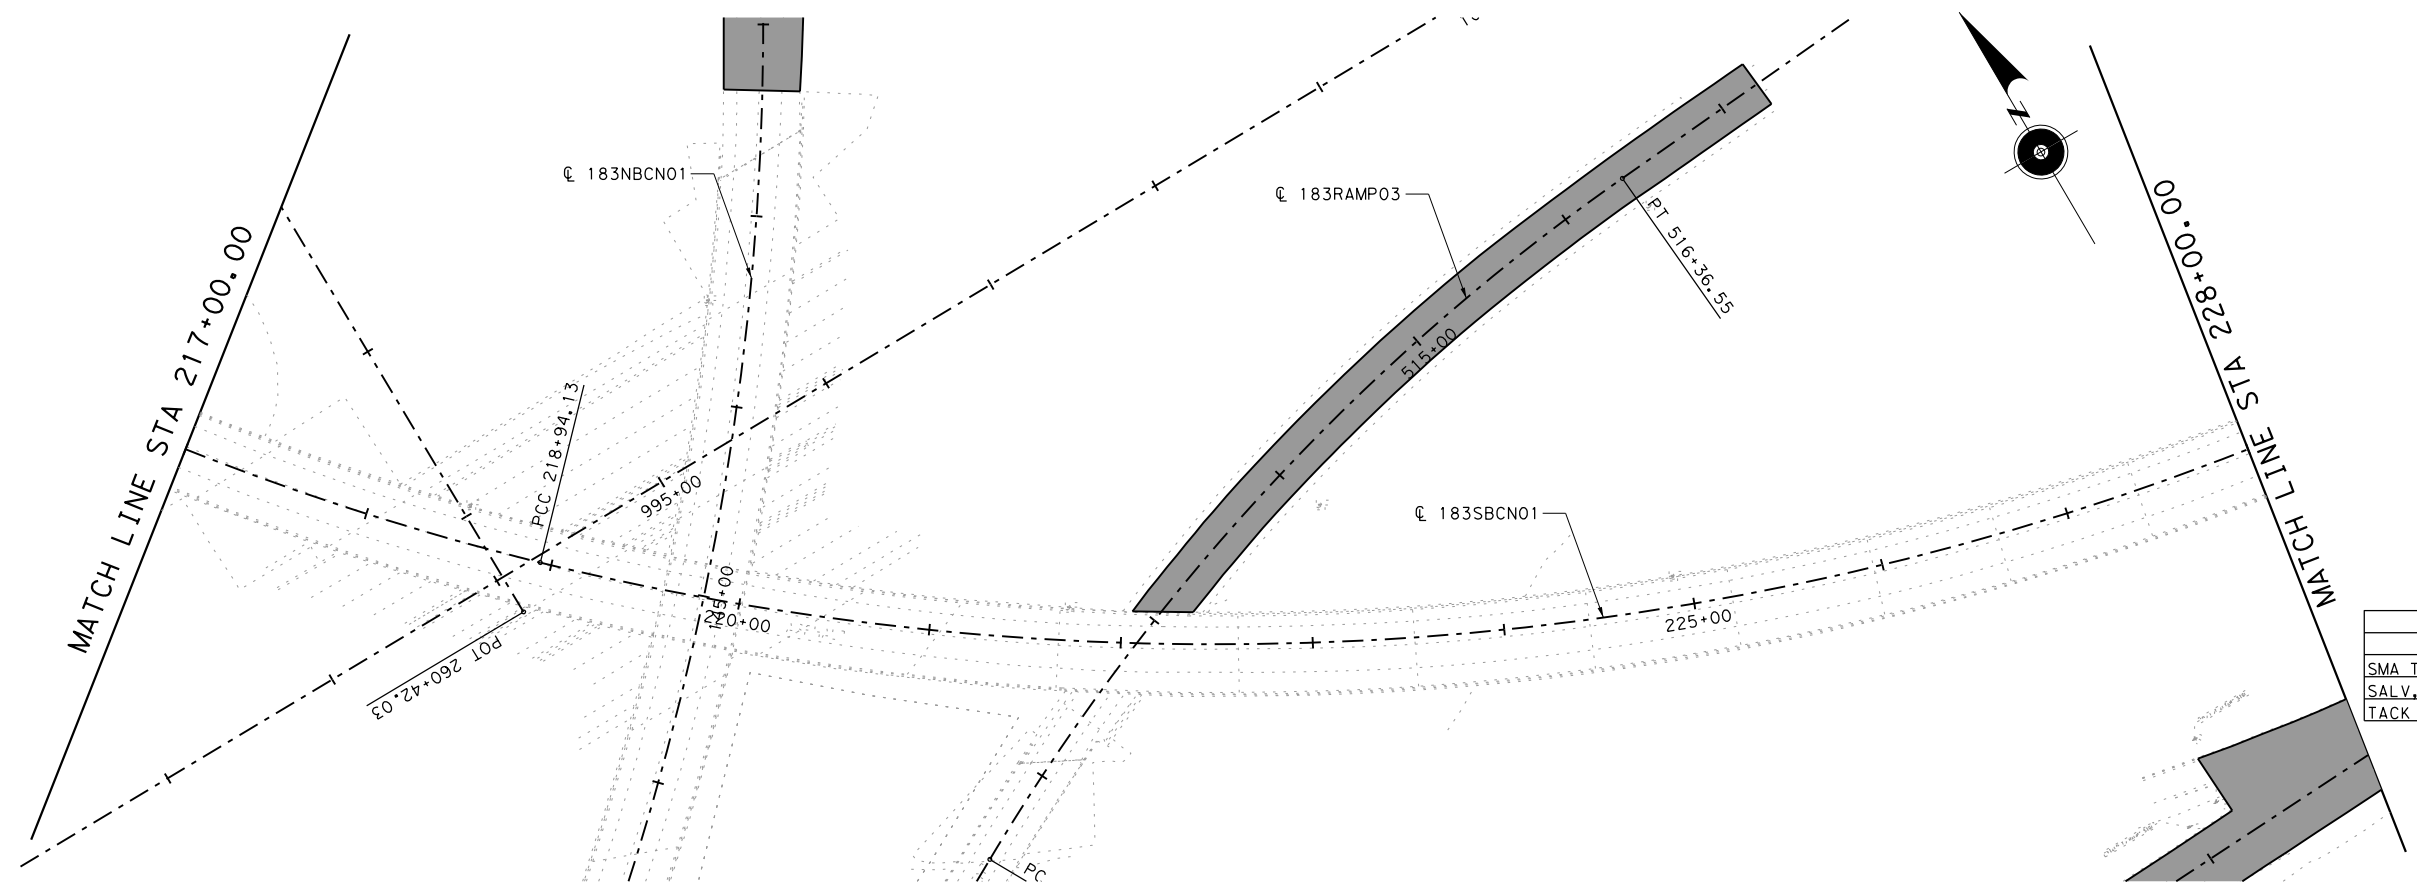 MATCH LINE STA 217+00.00
℄ 183NBCN01
℄ 183RAMP03
℄ 183SBCN01
PCC 218+94.13
POT 260+42.03
995+00
220+00
515+00
PT 516+36.55
225+00
PC
N
MATCH LINE STA 228+00.00
SMA T
SALV.
TACK